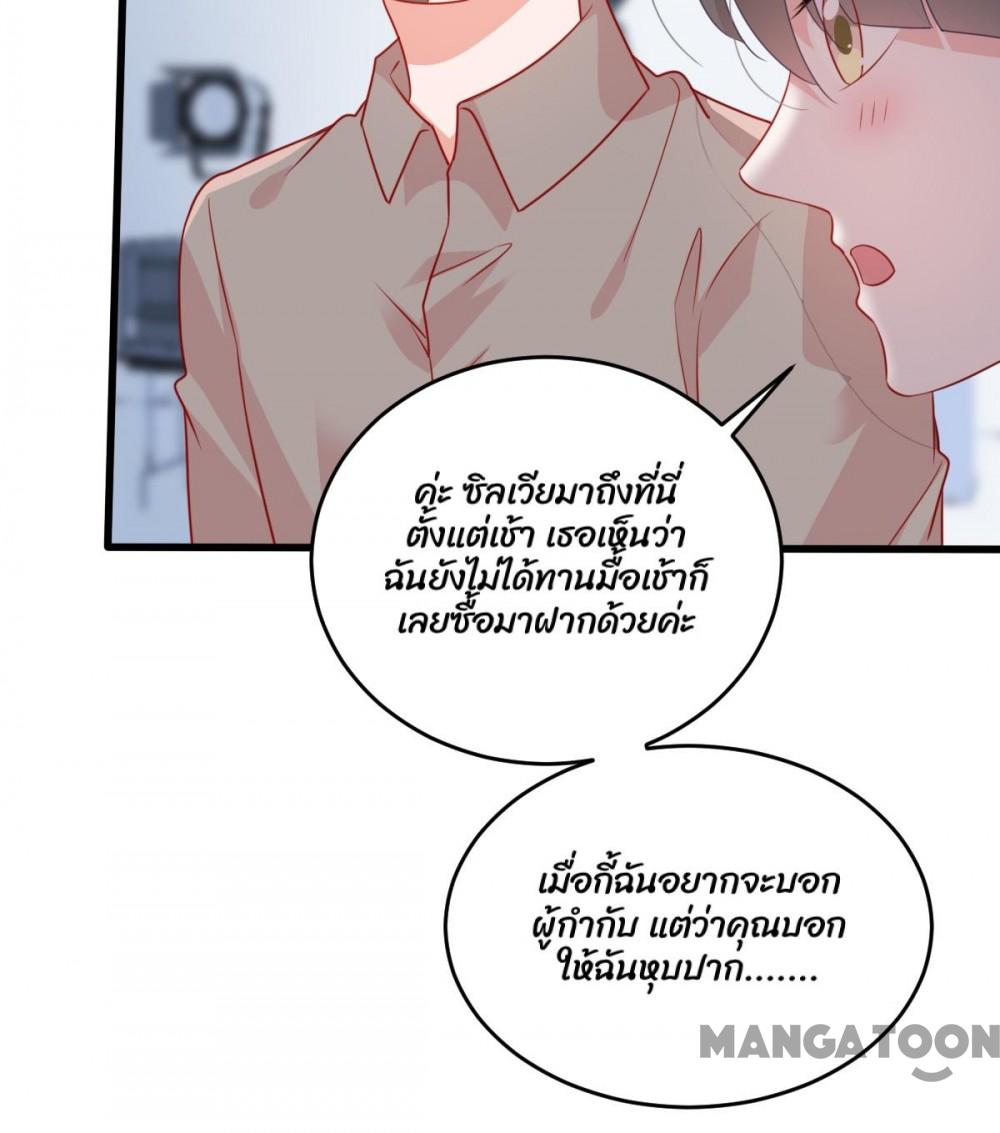 ค่ะ ซิลเวียมาถึงที่นี่
ตั้งแต่เช้า เธอเห็นว่า
ฉันยังไม่ได้ทานมื้อเช้าก็
เลยซื้อมาฝากด้วยค่ะ
เมื่อกี้ฉันอยากจะบอก
ผู้กำกับ แต่ว่าคุณบอก
ให้ฉันหุบปาก.......
MANGATOON